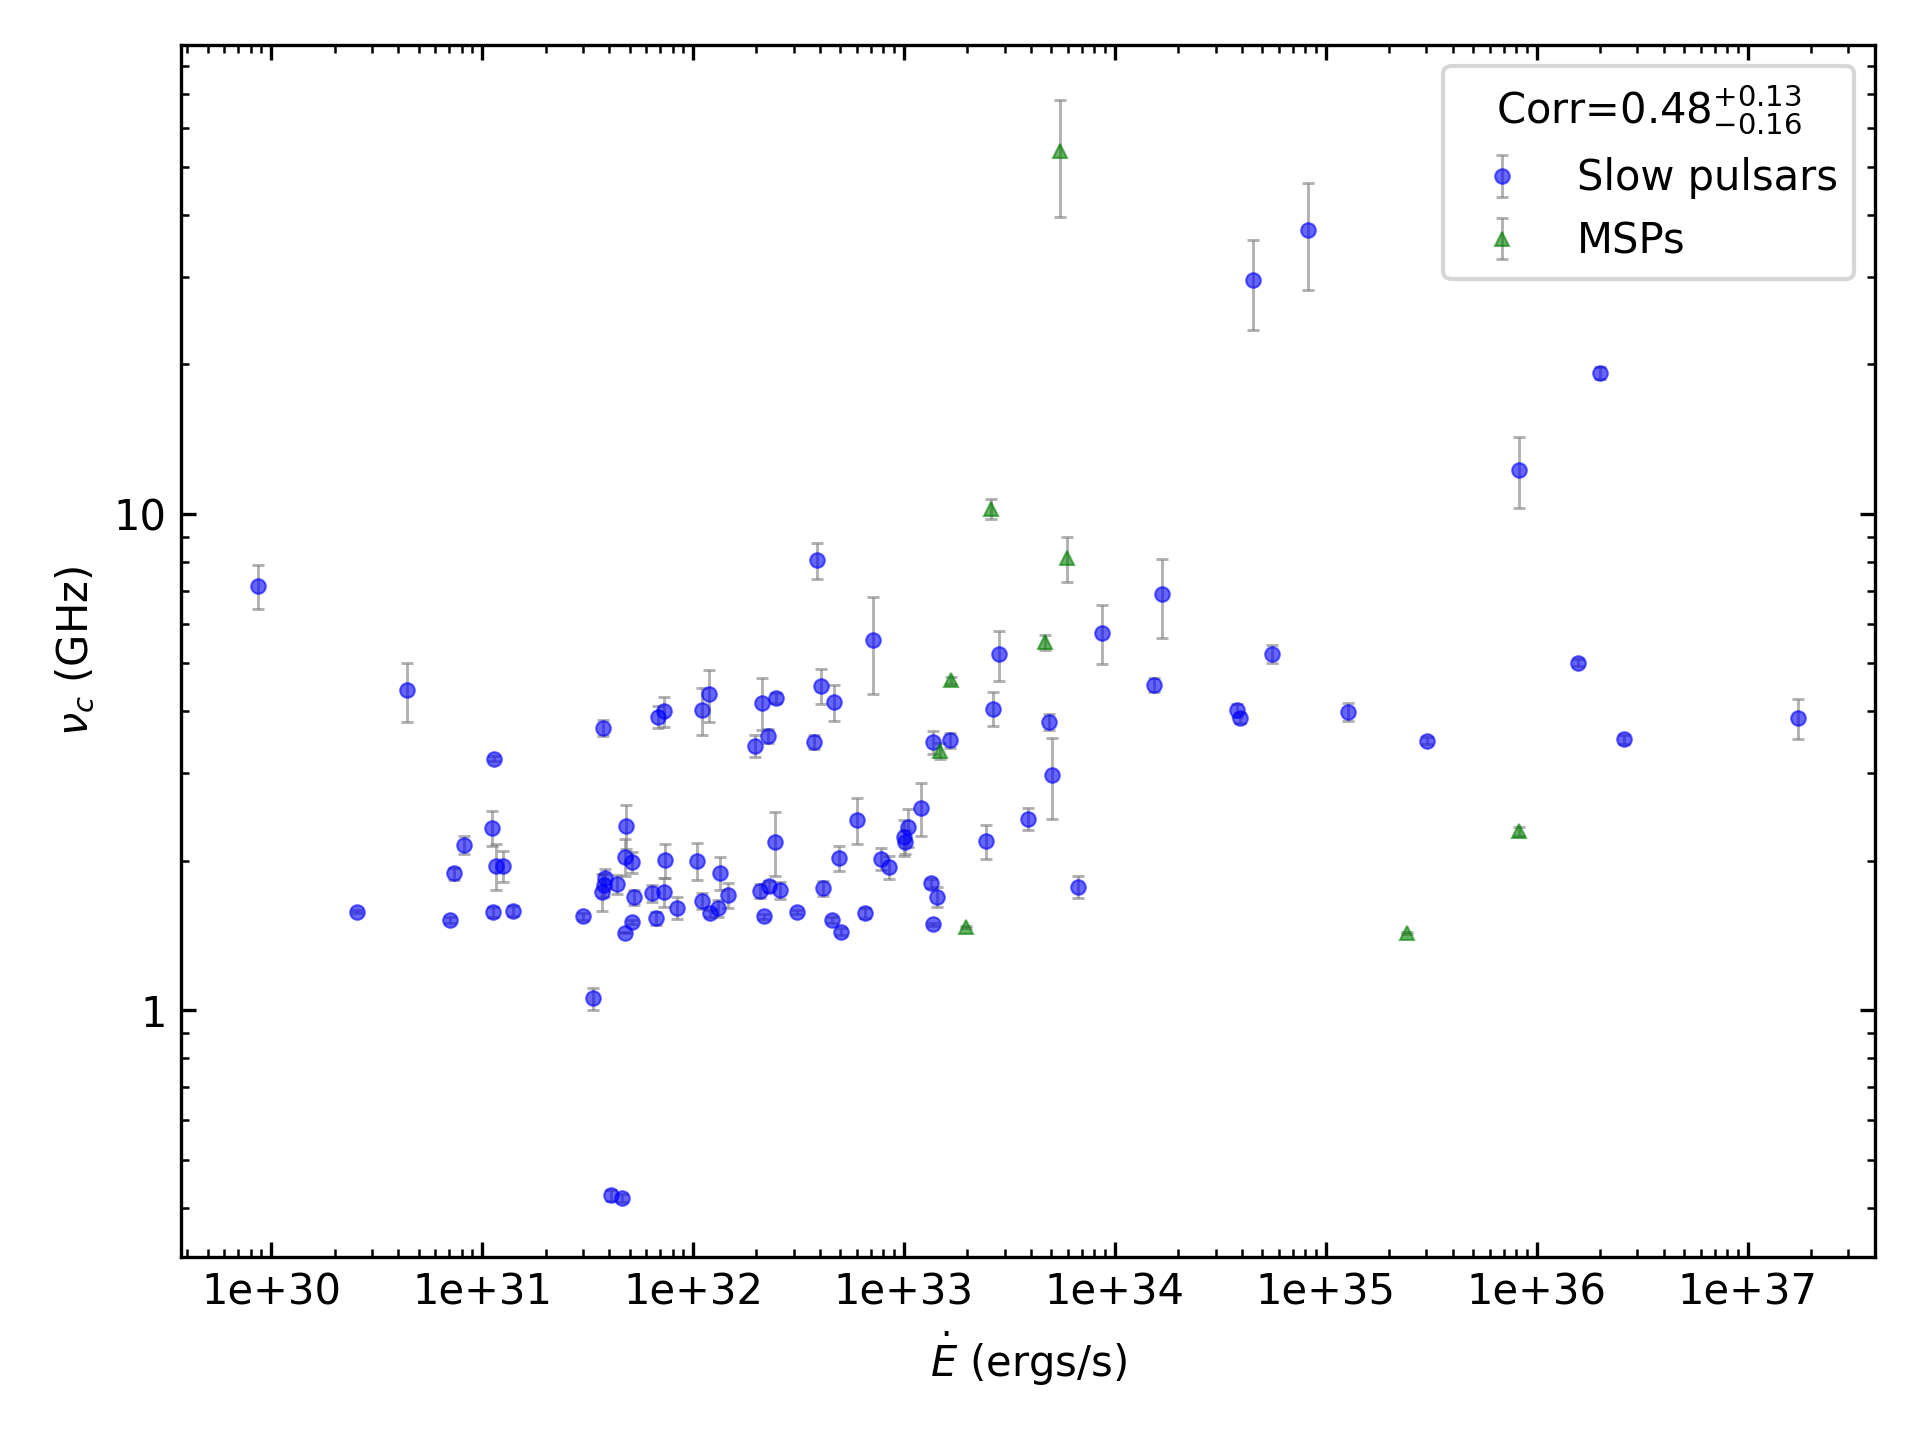 Corr=0.48^{+0.13}_{−0.16}
Slow pulsars
MSPs
10
1
ν_c (GHz)
1e+30 1e+31 1e+32 1e+33 1e+34 1e+35 1e+36 1e+37
Ė (ergs/s)